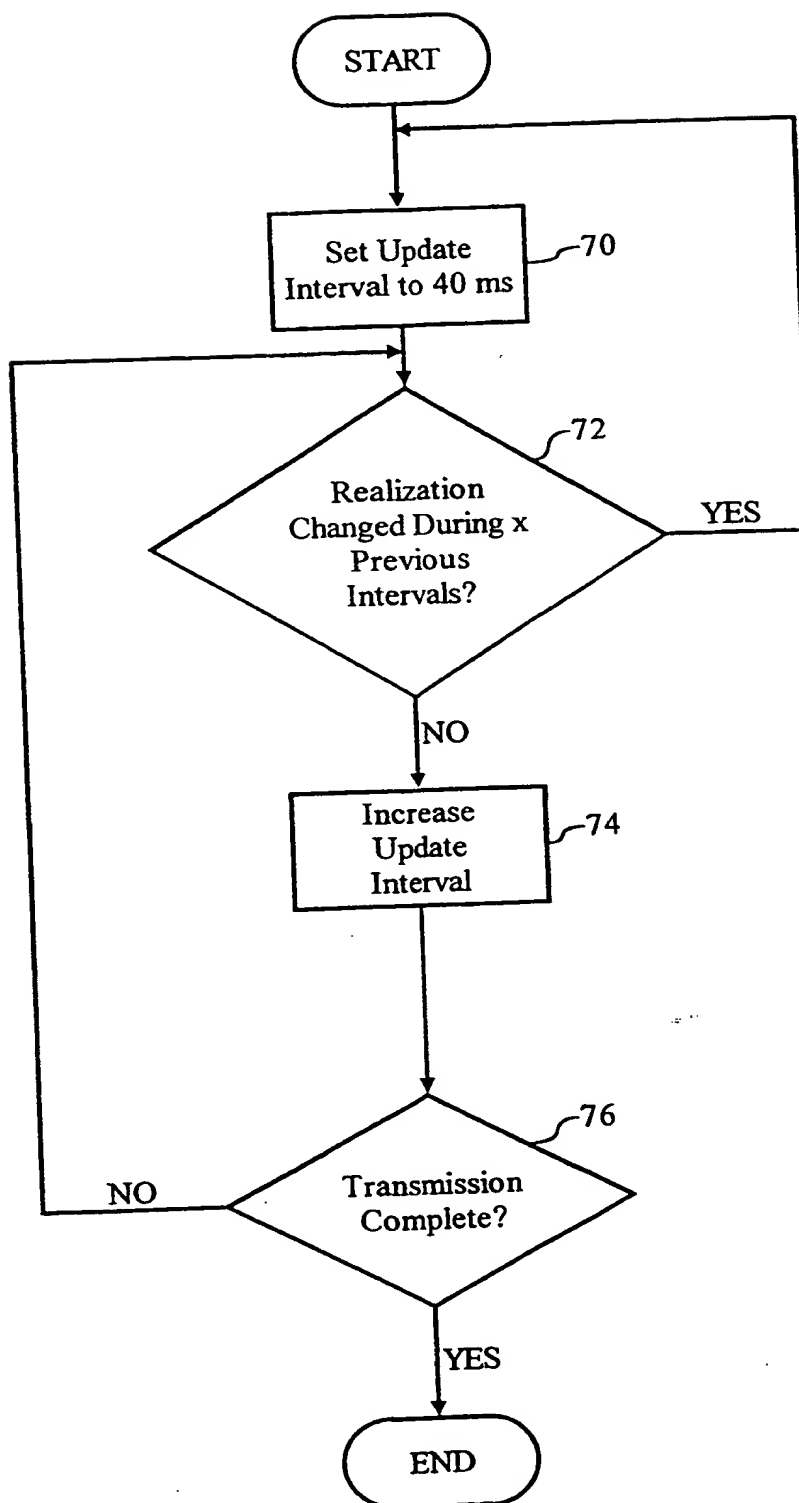 START
Set Update
Interval to 40 ms
70
72
Realization
Changed During x
Previous
Intervals?
YES
NO
Increase
Update
Interval
74
76
Transmission
Complete?
NO
YES
END